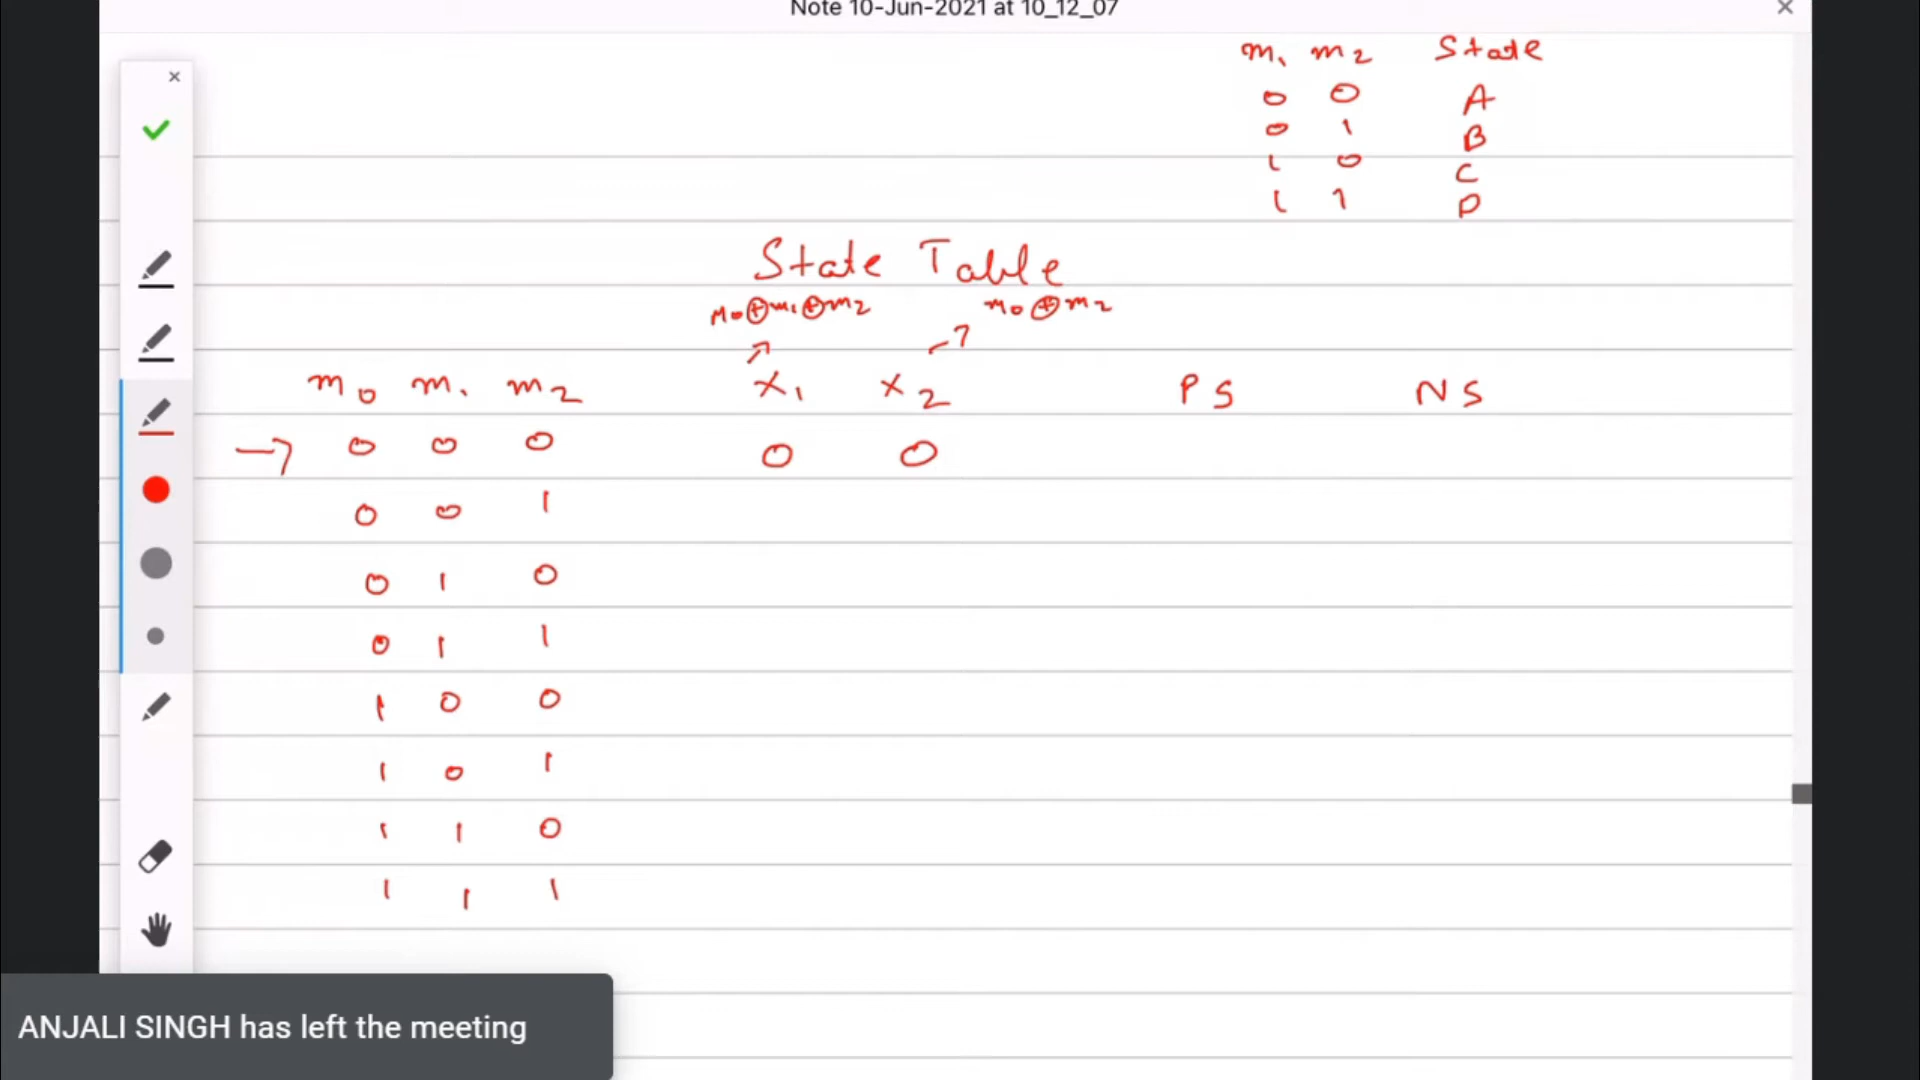 Note 10-Jun-2021 at 10_12_07
m₁ m₂ State
0 0 A
0 1 B
1 0 C
1 1 D
State Table
m₀⊕m₁⊕m₂ m₀⊕m₂
m₀ m₁ m₂ x₁ x₂ PS NS
→ 0 0 0 0 0
0 0 1
0 1 0
0 1 1
1 0 0
1 0 1
1 1 0
1 1 1
ANJALI SINGH has left the meeting